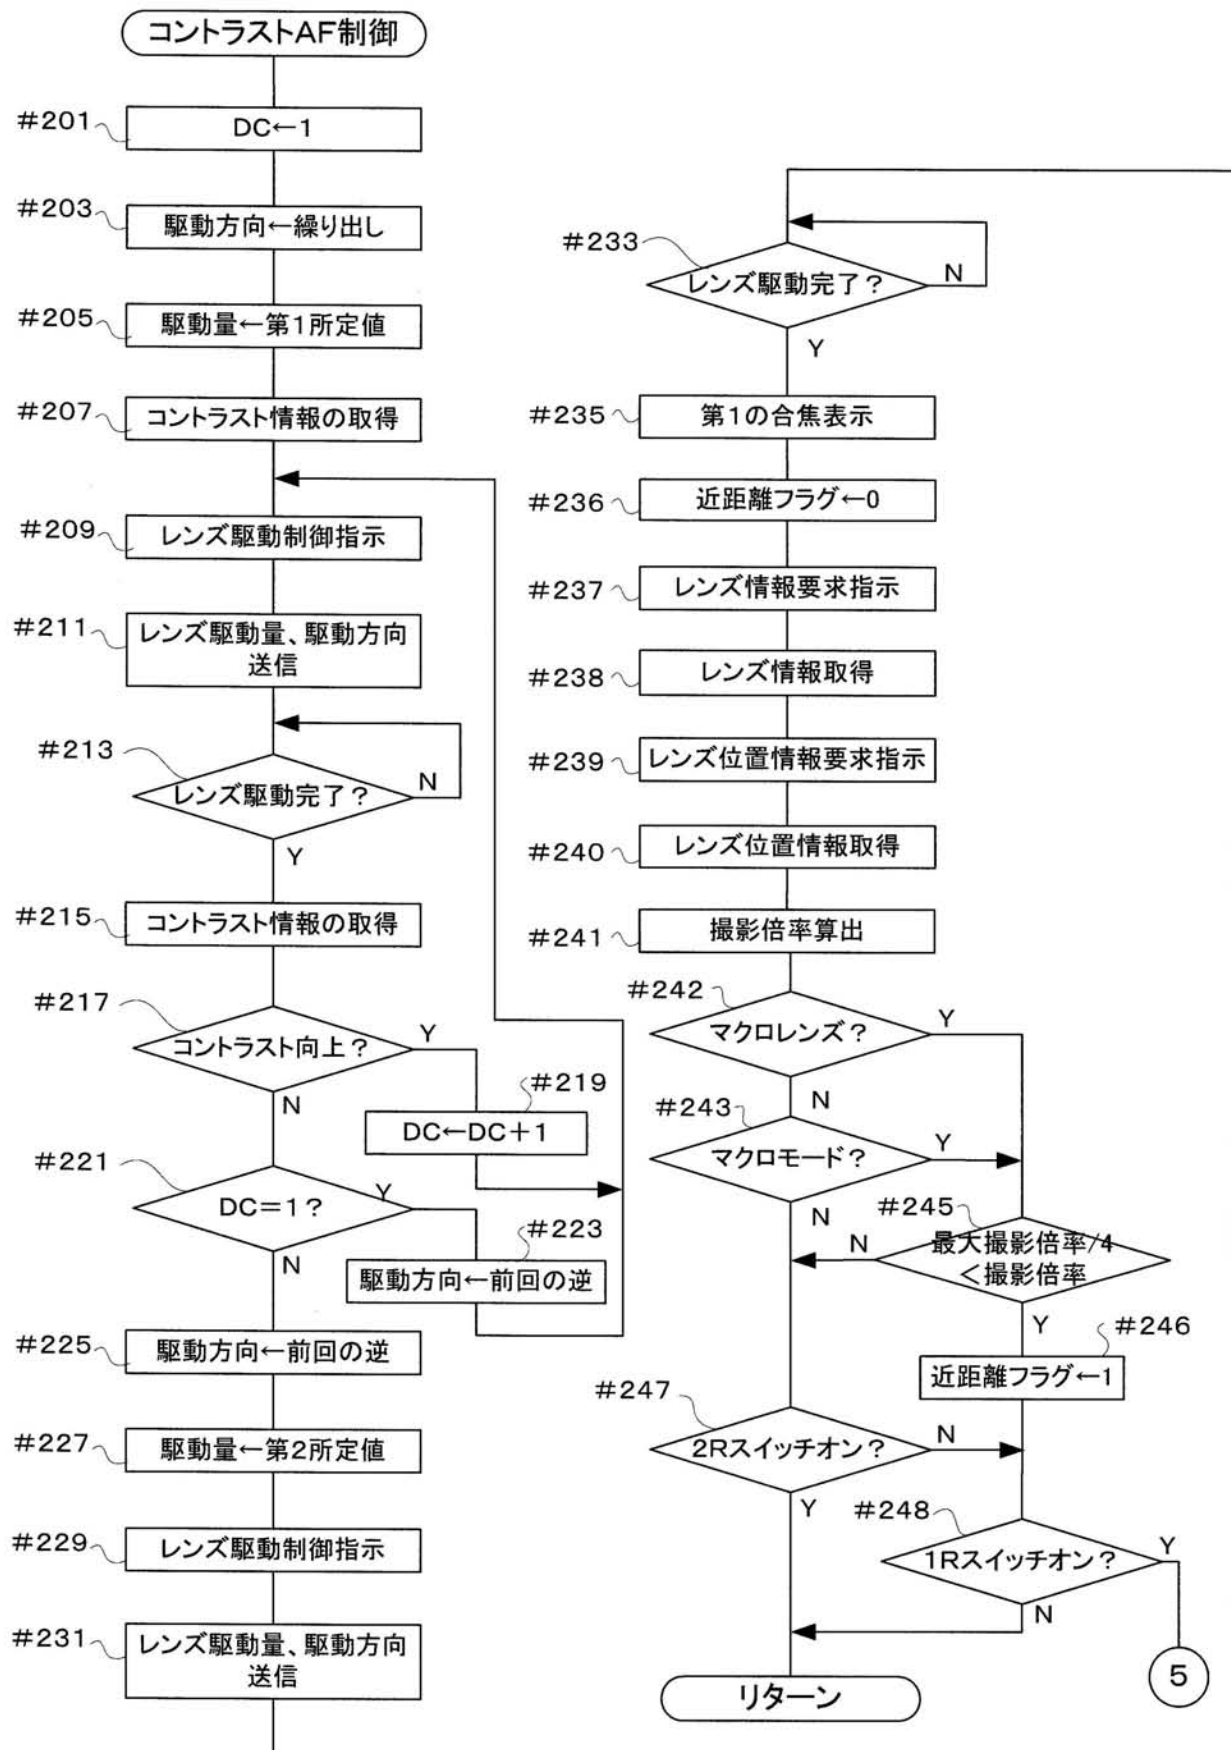 コントラストAF制御
#201
DC←1
#203
駆動方向←繰り出し
#205
駆動量←第1所定値
#207
コントラスト情報の取得
#209
レンズ駆動制御指示
#211
レンズ駆動量、駆動方向
送信
#213
レンズ駆動完了?
N
Y
#215
コントラスト情報の取得
#217
コントラスト向上?
Y
N
#219
DC←DC+1
#221
DC=1?
Y
N
#223
駆動方向←前回の逆
#225
駆動方向←前回の逆
#227
駆動量←第2所定値
#229
レンズ駆動制御指示
#231
レンズ駆動量、駆動方向
送信
#233
レンズ駆動完了?
N
Y
#235
第1の合焦表示
#236
近距離フラグ←0
#237
レンズ情報要求指示
#238
レンズ情報取得
#239
レンズ位置情報要求指示
#240
レンズ位置情報取得
#241
撮影倍率算出
#242
マクロレンズ?
Y
N
#243
マクロモード?
Y
N
#245
最大撮影倍率/4
<撮影倍率
N
Y
#246
近距離フラグ←1
#247
2Rスイッチオン?
N
Y
#248
1Rスイッチオン?
Y
N
5
リターン